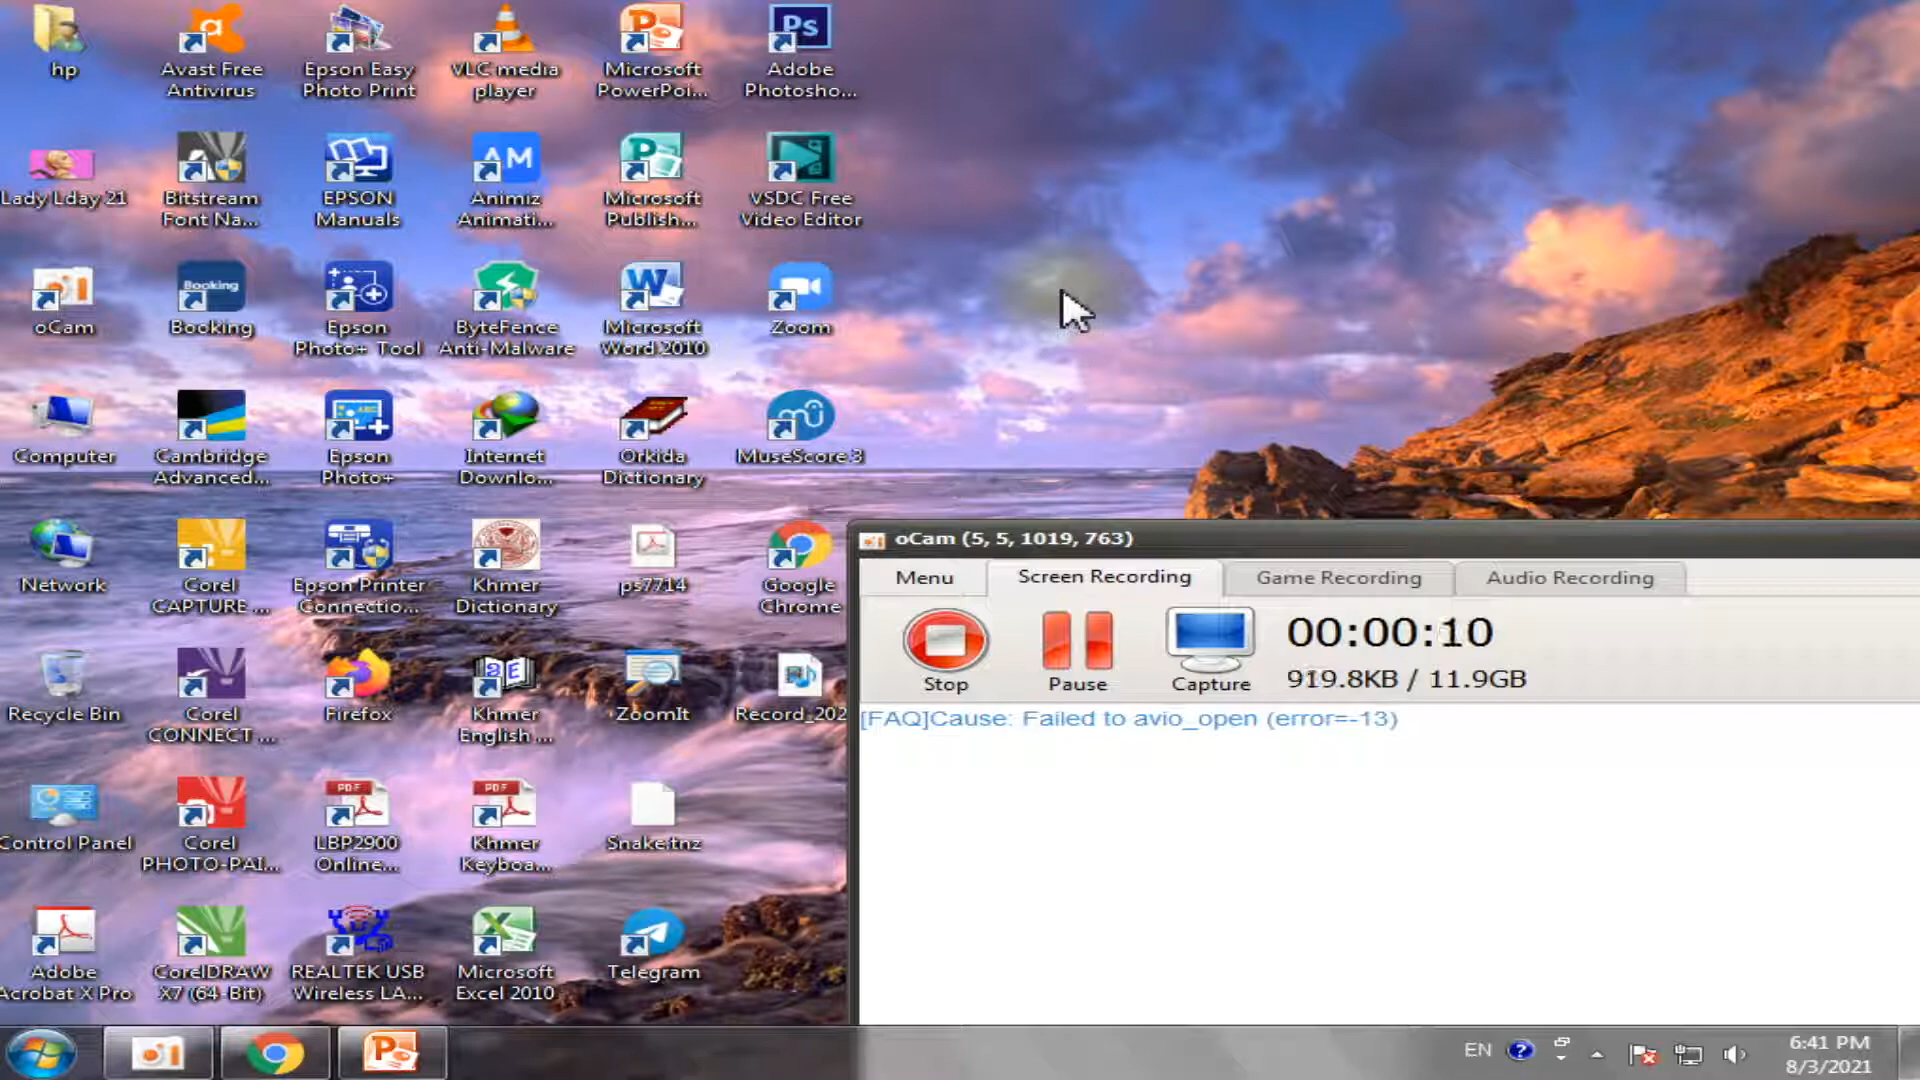 hp
Avast Free
Antivirus
Epson Easy
Photo Print
VLC media
player
Microsoft
PowerPoi...
Ps
Adobe
Photosho...
Lady Lday 21
Bitstream
Font Na...
EPSON
Manuals
AM
Animiz
Animati...
Microsoft
Publish...
VSDC Free
Video Editor
oCam
Booking
Booking
Epson
Photo+ Tool
ByteFence
Anti-Malware
Microsoft
Word 2010
Zoom
Computer
Cambridge
Advanced...
Epson
Photo+
Internet
Downlo...
Orkida
Dictionary
MuseScore 3
Network
Corel
CAPTURE ...
Epson Printer
Connectio...
Khmer
Dictionary
ps7714
Google
Chrome
Recycle Bin
Corel
CONNECT ...
Firefox
Khmer
English ...
ZoomIt
Record_202
Control Panel
Corel
PHOTO-PAI...
PDF
LBP2900
Online...
PDF
Khmer
Keyboa...
Snake.tnz
Adobe
Acrobat X Pro
CorelDRAW
X7 (64-Bit)
REALTEK USB
Wireless LA...
Microsoft
Excel 2010
Telegram
oCam (5, 5, 1019, 763)
Menu
Screen Recording
Game Recording
Audio Recording
Stop
Pause
Capture
00:00:10
919.8KB / 11.9GB
[FAQ]Cause: Failed to avio_open (error=-13)
EN
6:41 PM
8/3/2021